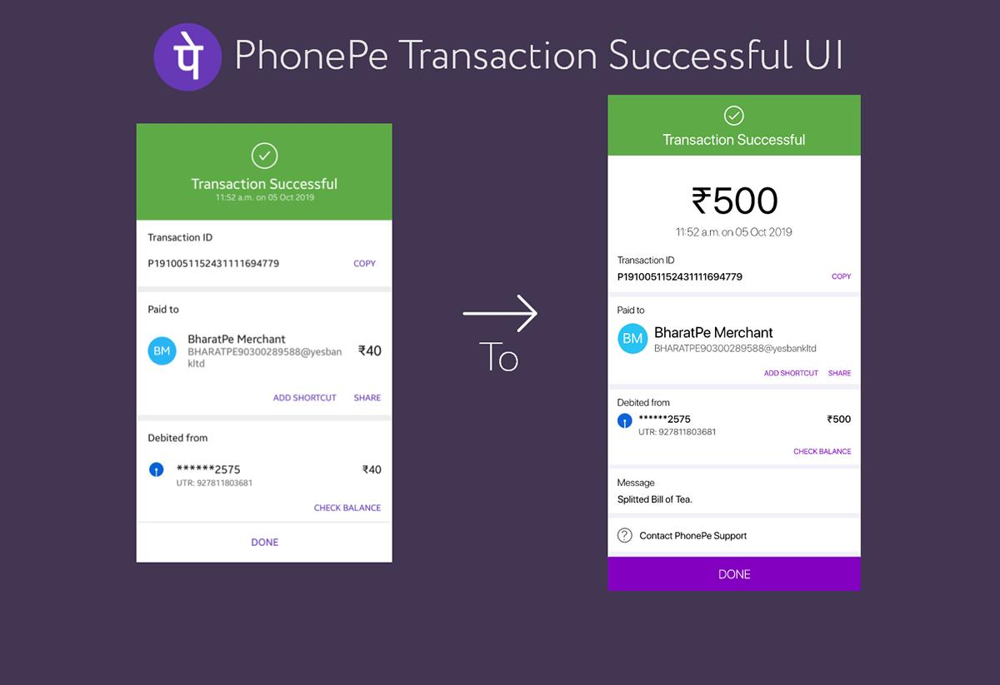 पे PhonePe Transaction Successful UI
Transaction Successful
11:52 a.m. on 05 Oct 2019
Transaction ID
P1910051152431111694779 COPY
Paid to
BM
BharatPe Merchant
BHARATPE90300289588@yesban
kltd
₹40
ADD SHORTCUT SHARE
Debited from
******2575 ₹40
UTR: 927811803681
CHECK BALANCE
DONE
To
Transaction Successful
₹500
11:52 a.m. on 05 Oct 2019
Transaction ID
P1910051152431111694779 COPY
Paid to
BM
BharatPe Merchant
BHARATPE90300289588@yesbankltd
ADD SHORTCUT SHARE
Debited from
******2575 ₹500
UTR: 927811803681
CHECK BALANCE
Message
Splitted Bill of Tea.
? Contact PhonePe Support
DONE